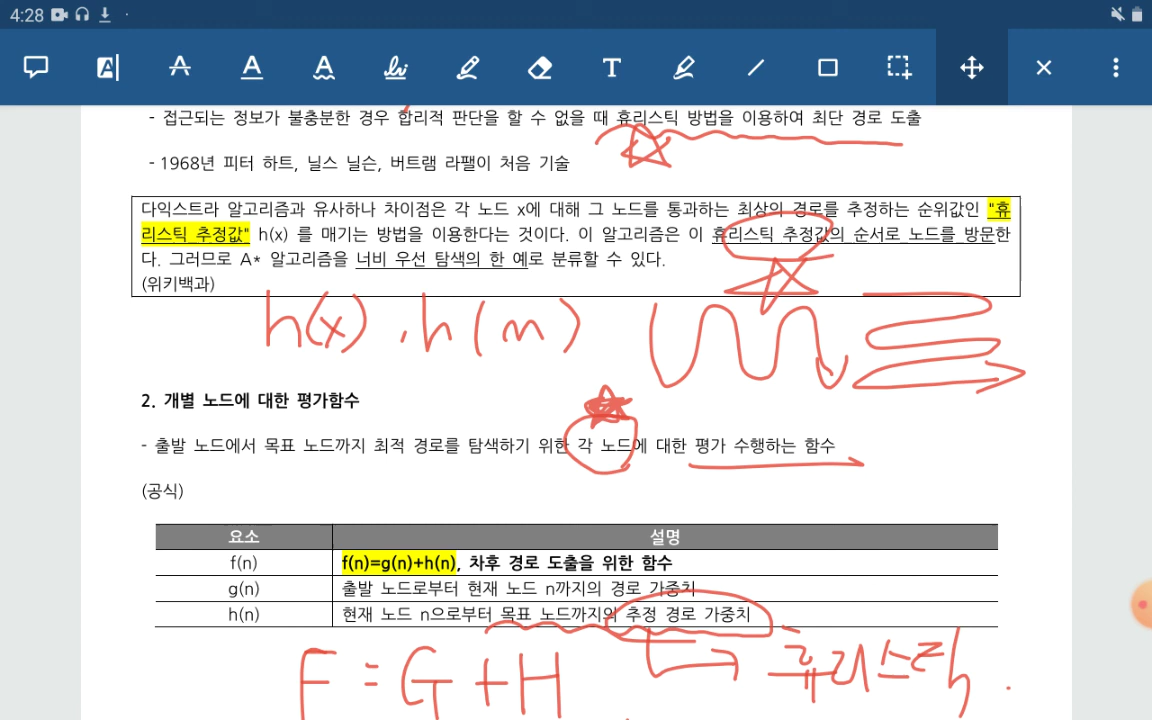 4:28
- 접근되는 정보가 불충분한 경우 합리적 판단을 할 수 없을 때 휴리스틱 방법을 이용하여 최단 경로 도출
- 1968년 피터 하트, 닐스 닐슨, 버트램 라팰이 처음 기술
다익스트라 알고리즘과 유사하나 차이점은 각 노드 x에 대해 그 노드를 통과하는 최상의 경로를 추정하는 순위값인 "휴
리스틱 추정값" h(x) 를 매기는 방법을 이용한다는 것이다. 이 알고리즘은 이 휴리스틱 추정값의 순서로 노드를 방문한
다. 그러므로 A* 알고리즘을 너비 우선 탐색의 한 예로 분류할 수 있다.
(위키백과)
h(x) . h(n)
2. 개별 노드에 대한 평가함수
- 출발 노드에서 목표 노드까지 최적 경로를 탐색하기 위한 각 노드에 대한 평가 수행하는 함수
(공식)
요소 설명
f(n) f(n)=g(n)+h(n), 차후 경로 도출을 위한 함수
g(n) 출발 노드로부터 현재 노드 n까지의 경로 가중치
h(n) 현재 노드 n으로부터 목표 노드까지의 추정 경로 가중치
F = G + H 휴리스틱.